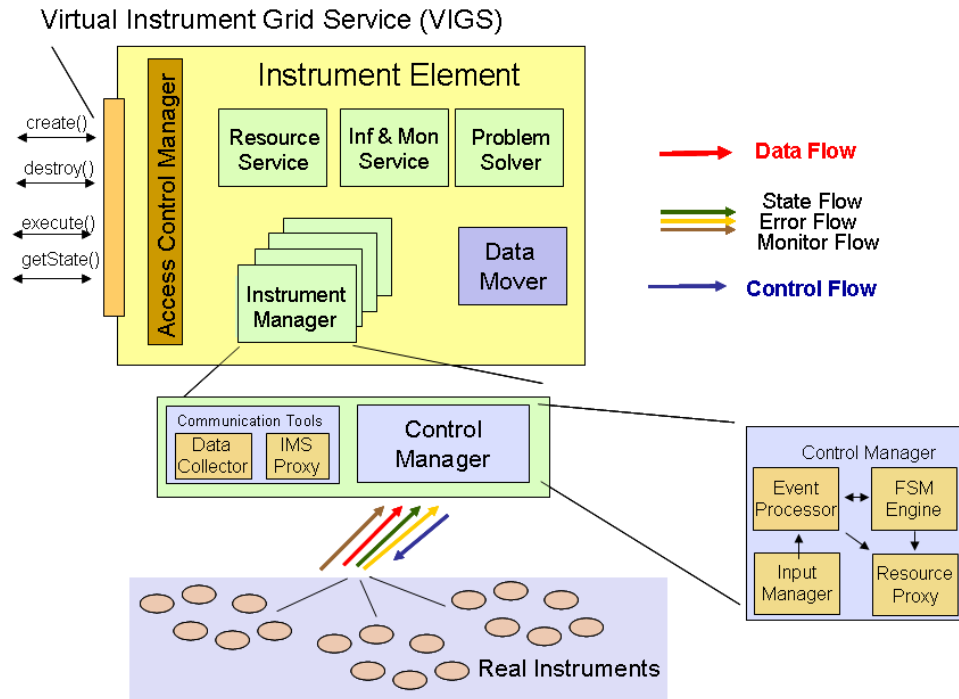 Virtual Instrument Grid Service (VIGS)
Instrument Element
create()
destroy()
execute()
getState()
Access Control Manager
Resource
Service
Inf & Mon
Service
Problem
Solver
Data
Mover
Instrument
Manager
Data Flow
State Flow
Error Flow
Monitor Flow
Control Flow
Communication Tools
Data
Collector
IMS
Proxy
Control
Manager
Control Manager
Event
Processor
FSM
Engine
Input
Manager
Resource
Proxy
Real Instruments